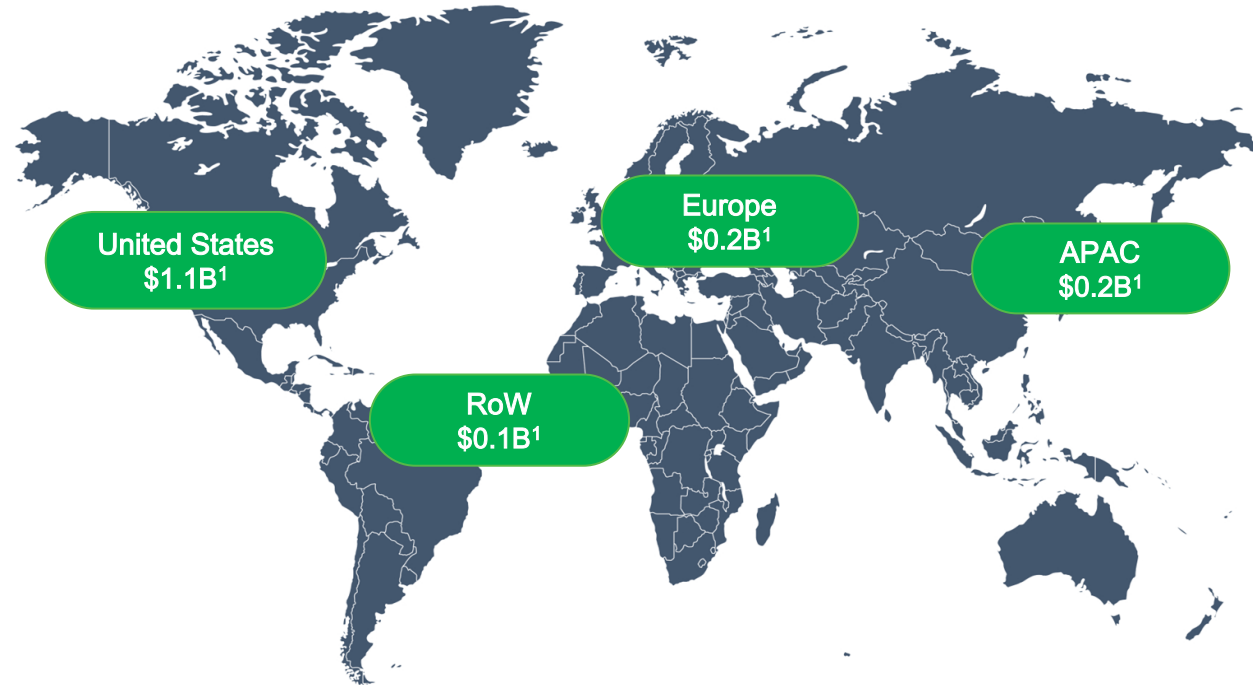 United States
$1.1B¹
Europe
$0.2B¹
APAC
$0.2B¹
RoW
$0.1B¹